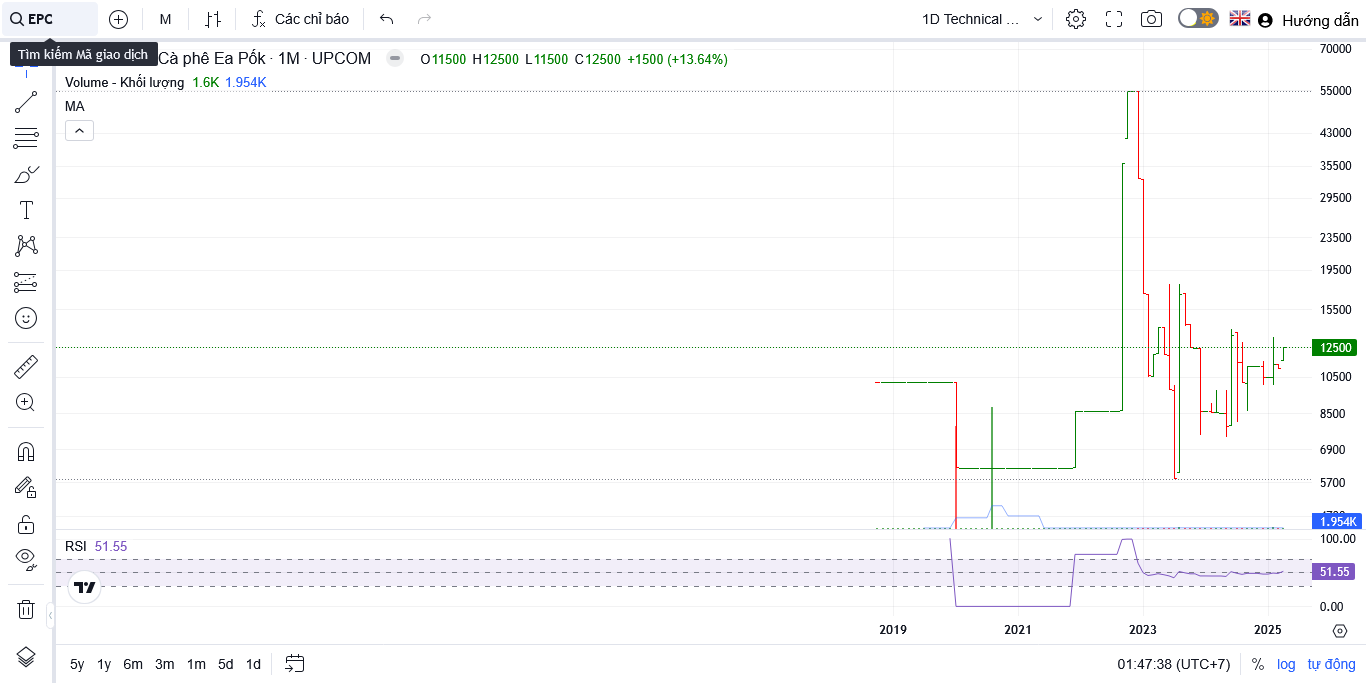 EPC M Các chỉ báo 1D Technical ... Hướng dẫn
Tìm kiếm Mã giao dịch
Cà phê Ea Pốk · 1M · UPCOM O11500 H12500 L11500 C12500 +1500 (+13.64%)
Volume - Khối lượng 1.6K 1.954K
MA
70000
55000
43000
35500
29500
23500
19500
15500
12500
10500
8500
6900
5700
1.954K
RSI 51.55
100.00
51.55
0.00
2019 2021 2023 2025
5y 1y 6m 3m 1m 5d 1d 01:47:38 (UTC+7) % log tự động